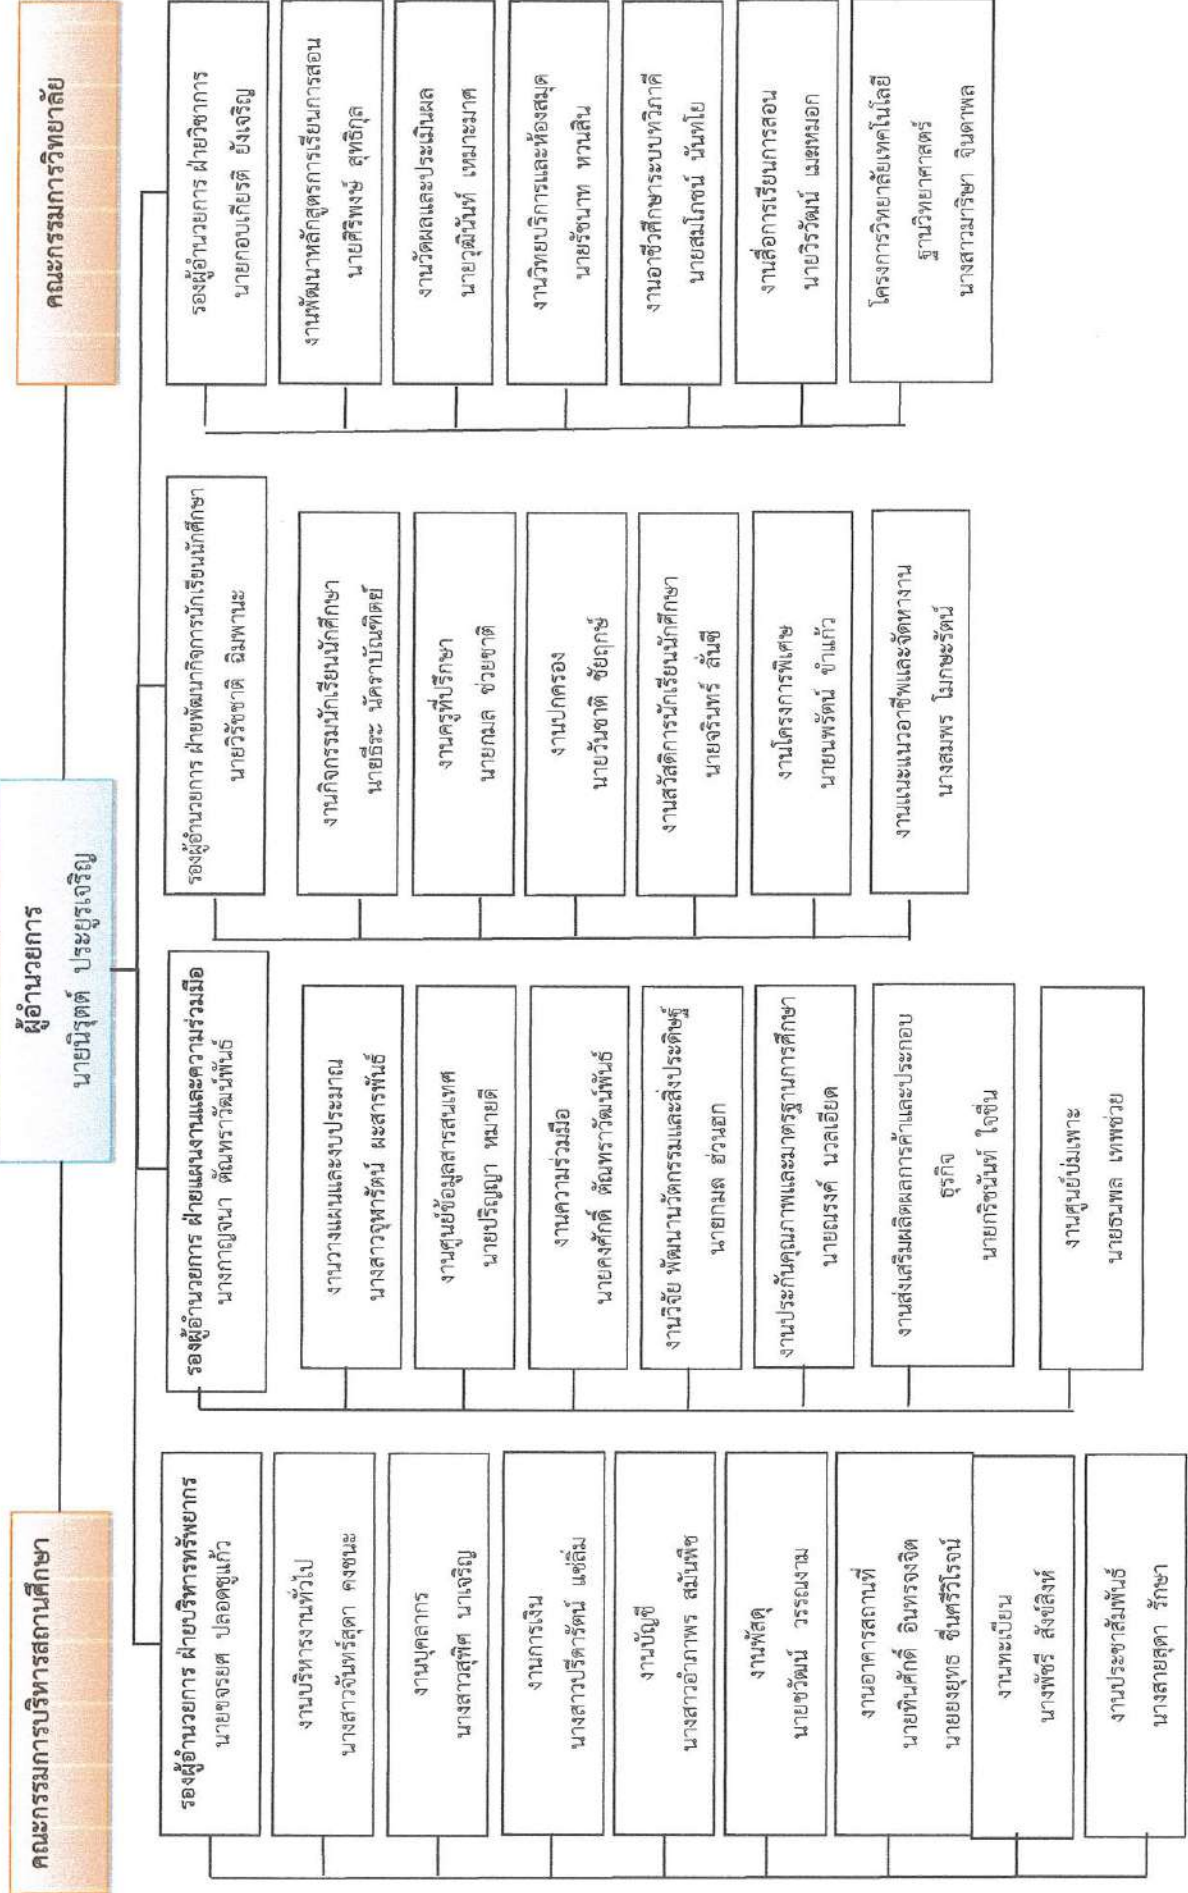 ผู้อำนวยการ
นายนิรุตต์ ประยูรเจริญ
คณะกรรมการบริหารสถานศึกษา
คณะกรรมการวิทยาลัย
รองผู้อำนวยการ ฝ่ายบริหารทรัพยากร
นายขจรยศ ปลอดชูแก้ว
งานบริหารงานทั่วไป
นางสาวจันทร์สุดา คงชนะ
งานบุคลากร
นางสาวสุพิศ นาเจริญ
งานการเงิน
นางสาวปรีดารัตน์ แซ่ลิ่ม
งานบัญชี
นางสาวอำภาพร สมันพืช
งานพัสดุ
นายชวัฒน์ วรรณงาม
งานอาคารสถานที่
นายทินศักดิ์ อินทรจงจิต
นายยงยุทธ ชื่นศรีวิโรจน์
งานทะเบียน
นางพัชรี สังข์สิงห์
งานประชาสัมพันธ์
นางสายสุดา รักษา
รองผู้อำนวยการ ฝ่ายแผนงานและความร่วมมือ
นางกาญจนา ตัณทราวัฒน์พันธ์
งานวางแผนและงบประมาณ
นางสาวจุฬารัตน์ ผะสารพันธ์
งานศูนย์ข้อมูลสารสนเทศ
นายปริญญา หมายดี
งานความร่วมมือ
นายคงศักดิ์ ตัณทราวัฒน์พันธ์
งานวิจัย พัฒนานวัตกรรมและสิ่งประดิษฐ์
นายกมล ฮ่วนฮก
งานประกันคุณภาพและมาตรฐานการศึกษา
นายณรงค์ นวลเอียด
งานส่งเสริมผลิตผลการค้าและประกอบ
ธุรกิจ
นายกริชนันท์ ใจชื่น
งานศูนย์บ่มเพาะ
นายธนพล เทพช่วย
รองผู้อำนวยการ ฝ่ายพัฒนากิจการนักเรียนนักศึกษา
นายวิรัชชาติ ฉิมพานะ
งานกิจกรรมนักเรียนนักศึกษา
นายธีระ นัคราบัณฑิตย์
งานครูที่ปรึกษา
นายกมล ช่วยชาติ
งานปกครอง
นายวันชาติ ชัยฤกษ์
งานสวัสดิการนักเรียนนักศึกษา
นายจรินทร์ ลั่นซี
งานโครงการพิเศษ
นายนพรัตน์ ขำแก้ว
งานแนะแนวอาชีพและจัดหางาน
นางสมพร โมกษะรัตน์
รองผู้อำนวยการ ฝ่ายวิชาการ
นายกอบเกียรติ ยังเจริญ
งานพัฒนาหลักสูตรการเรียนการสอน
นายศิริพงษ์ สุทธิกุล
งานวัดผลและประเมินผล
นายวุฒินันท์ เหมาะมาศ
งานวิทยบริการและห้องสมุด
นายรัชนาท หวนสิน
งานอาชีวศึกษาระบบทวิภาคี
นายสมโภชน์ นันทโย
งานสื่อการเรียนการสอน
นายวิรวัฒน์ เมฆหมอก
โครงการวิทยาลัยเทคโนโลยี
ฐานวิทยาศาสตร์
นางสาวมาริษา จินดาพล